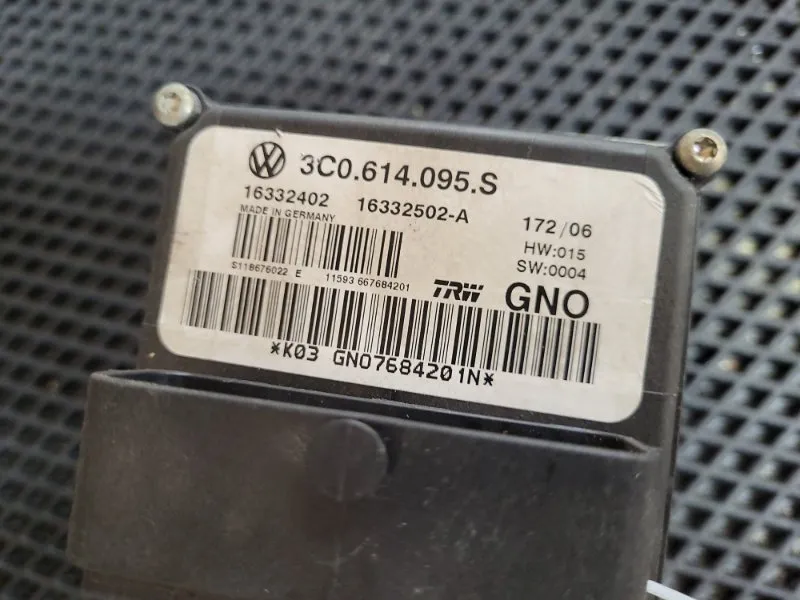 3C0.614.095.S
16332402 16332502-A 172/06
MADE IN GERMANY HW:015
SW:0004
S118676022 E 11593 667684201 TRW GNO
*K03 GNO7684201N*